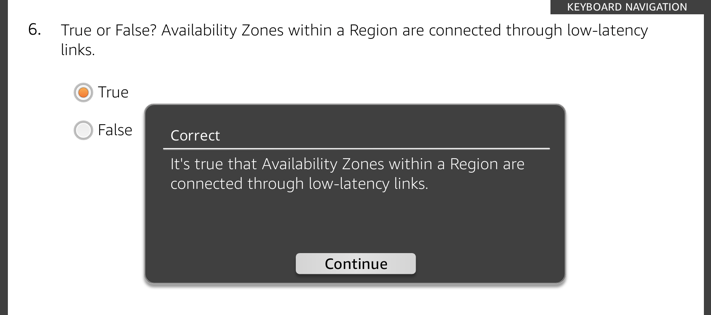 KEYBOARD NAVIGATION
6. True or False? Availability Zones within a Region are connected through low-latency
links.
True
False
Correct
It's true that Availability Zones within a Region are
connected through low-latency links.
Continue